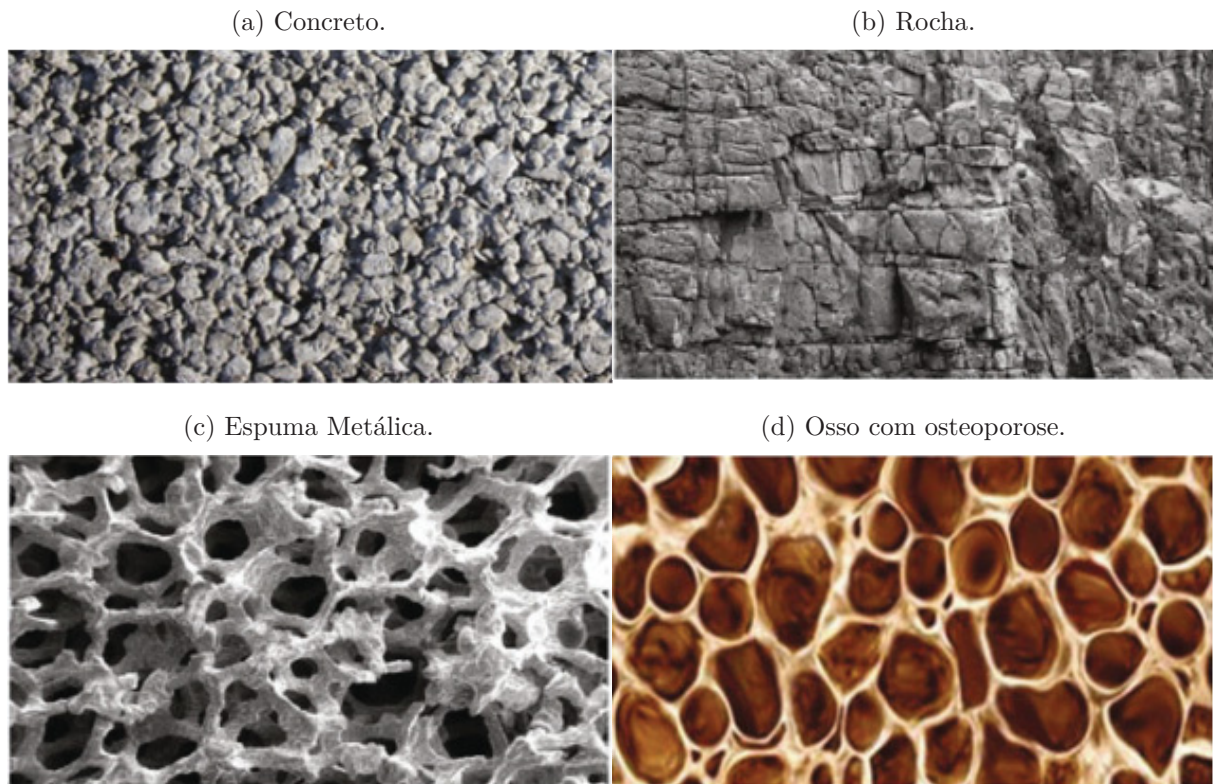 (a) Concreto.
(b) Rocha.
(c) Espuma Metálica.
(d) Osso com osteoporose.